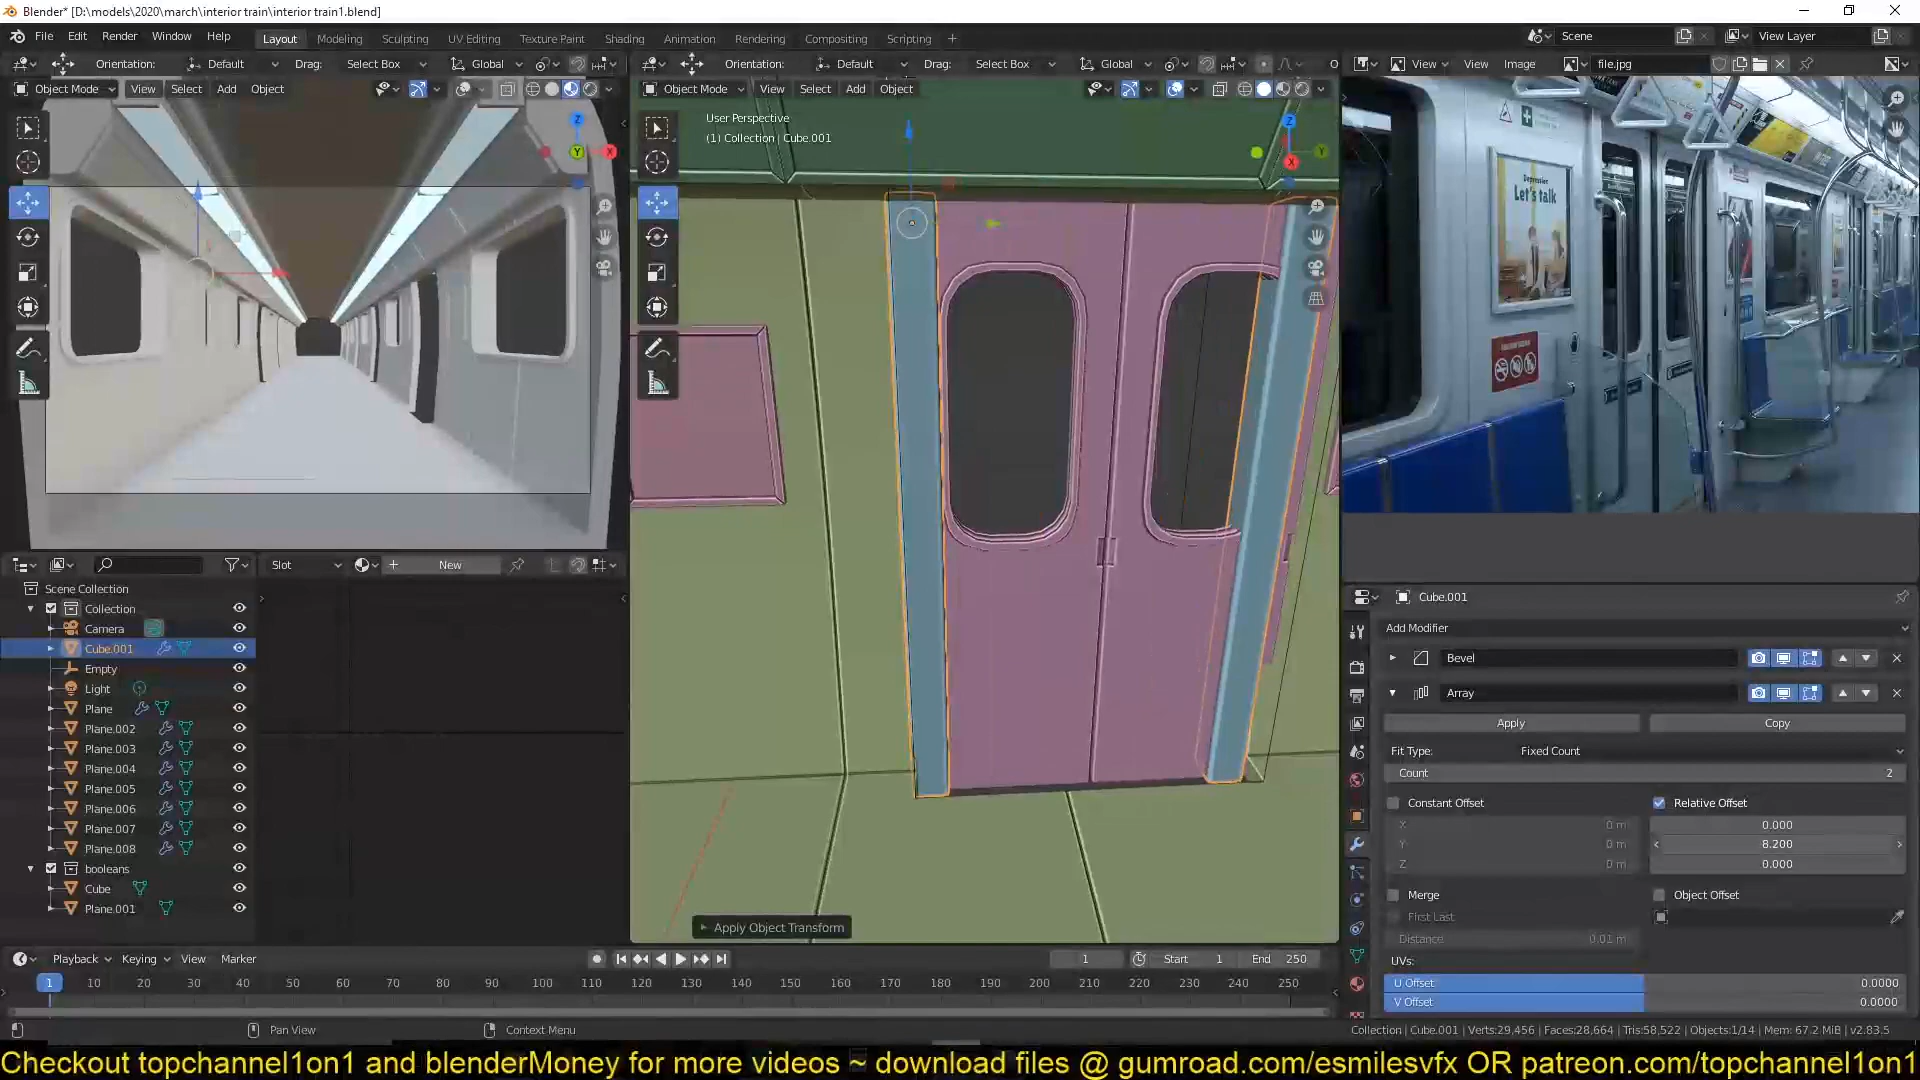 Blender* [D:\models\2020\march\interior train\interior train1.blend]
File Edit Render Window Help
Layout Modeling Sculpting UV Editing Texture Paint Shading Animation Rendering Compositing Scripting +
Scene
View Layer
Orientation: Default Drag: Select Box Global
Orientation: Default Drag: Select Box Global O
View View Image file.jpg
Object Mode View Select Add Object
Object Mode View Select Add Object
User Perspective
(1) Collection | Cube.001
Z
Y
X
Z
Y
X
Let's talk
Slot New
Scene Collection
Collection
Camera
Cube.001
Empty
Light
Plane
Plane.002
Plane.003
Plane.004
Plane.005
Plane.006
Plane.007
Plane.008
booleans
Cube
Plane.001
Apply Object Transform
Cube.001
Add Modifier
Bevel
Array
Apply Copy
Fit Type: Fixed Count
Count 2
Constant Offset Relative Offset
X 0 m 0.000
Y 0 m 8.200
Z 0 m 0.000
Merge Object Offset
First Last
Distance 0.01 m
UVs:
U Offset 0.0000
V Offset 0.0000
Playback Keying View Marker
1 Start 1 End 250
1 10 20 30 40 50 60 70 80 90 100 110 120 130 140 150 160 170 180 190 200 210 220 230 240 250
Pan View Context Menu
Collection | Cube.001 | Verts:29,456 | Faces:28,664 | Tris:58,522 | Objects:1/14 | Mem: 67.2 MiB | v2.83.5
Checkout topchannel1on1 and blenderMoney for more videos ~ download files @ gumroad.com/esmilesvfx OR patreon.com/topchannel1on1